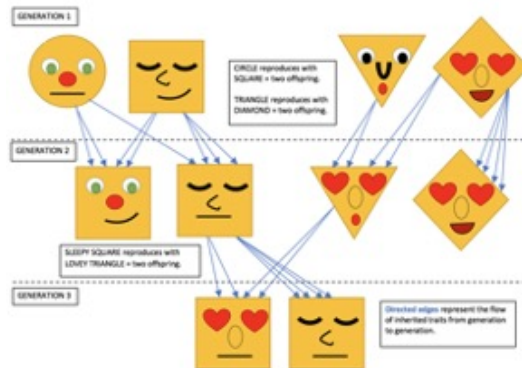 GENERATION 1
CIRCLE reproduces with
SQUARE = two offspring.
TRIANGLE reproduces with
DIAMOND = two offspring.
GENERATION 2
SLEEPY SQUARE reproduces with
LOVEY TRIANGLE = two offspring.
GENERATION 3
Directed edges represent the flow
of inherited traits from generation
to generation.